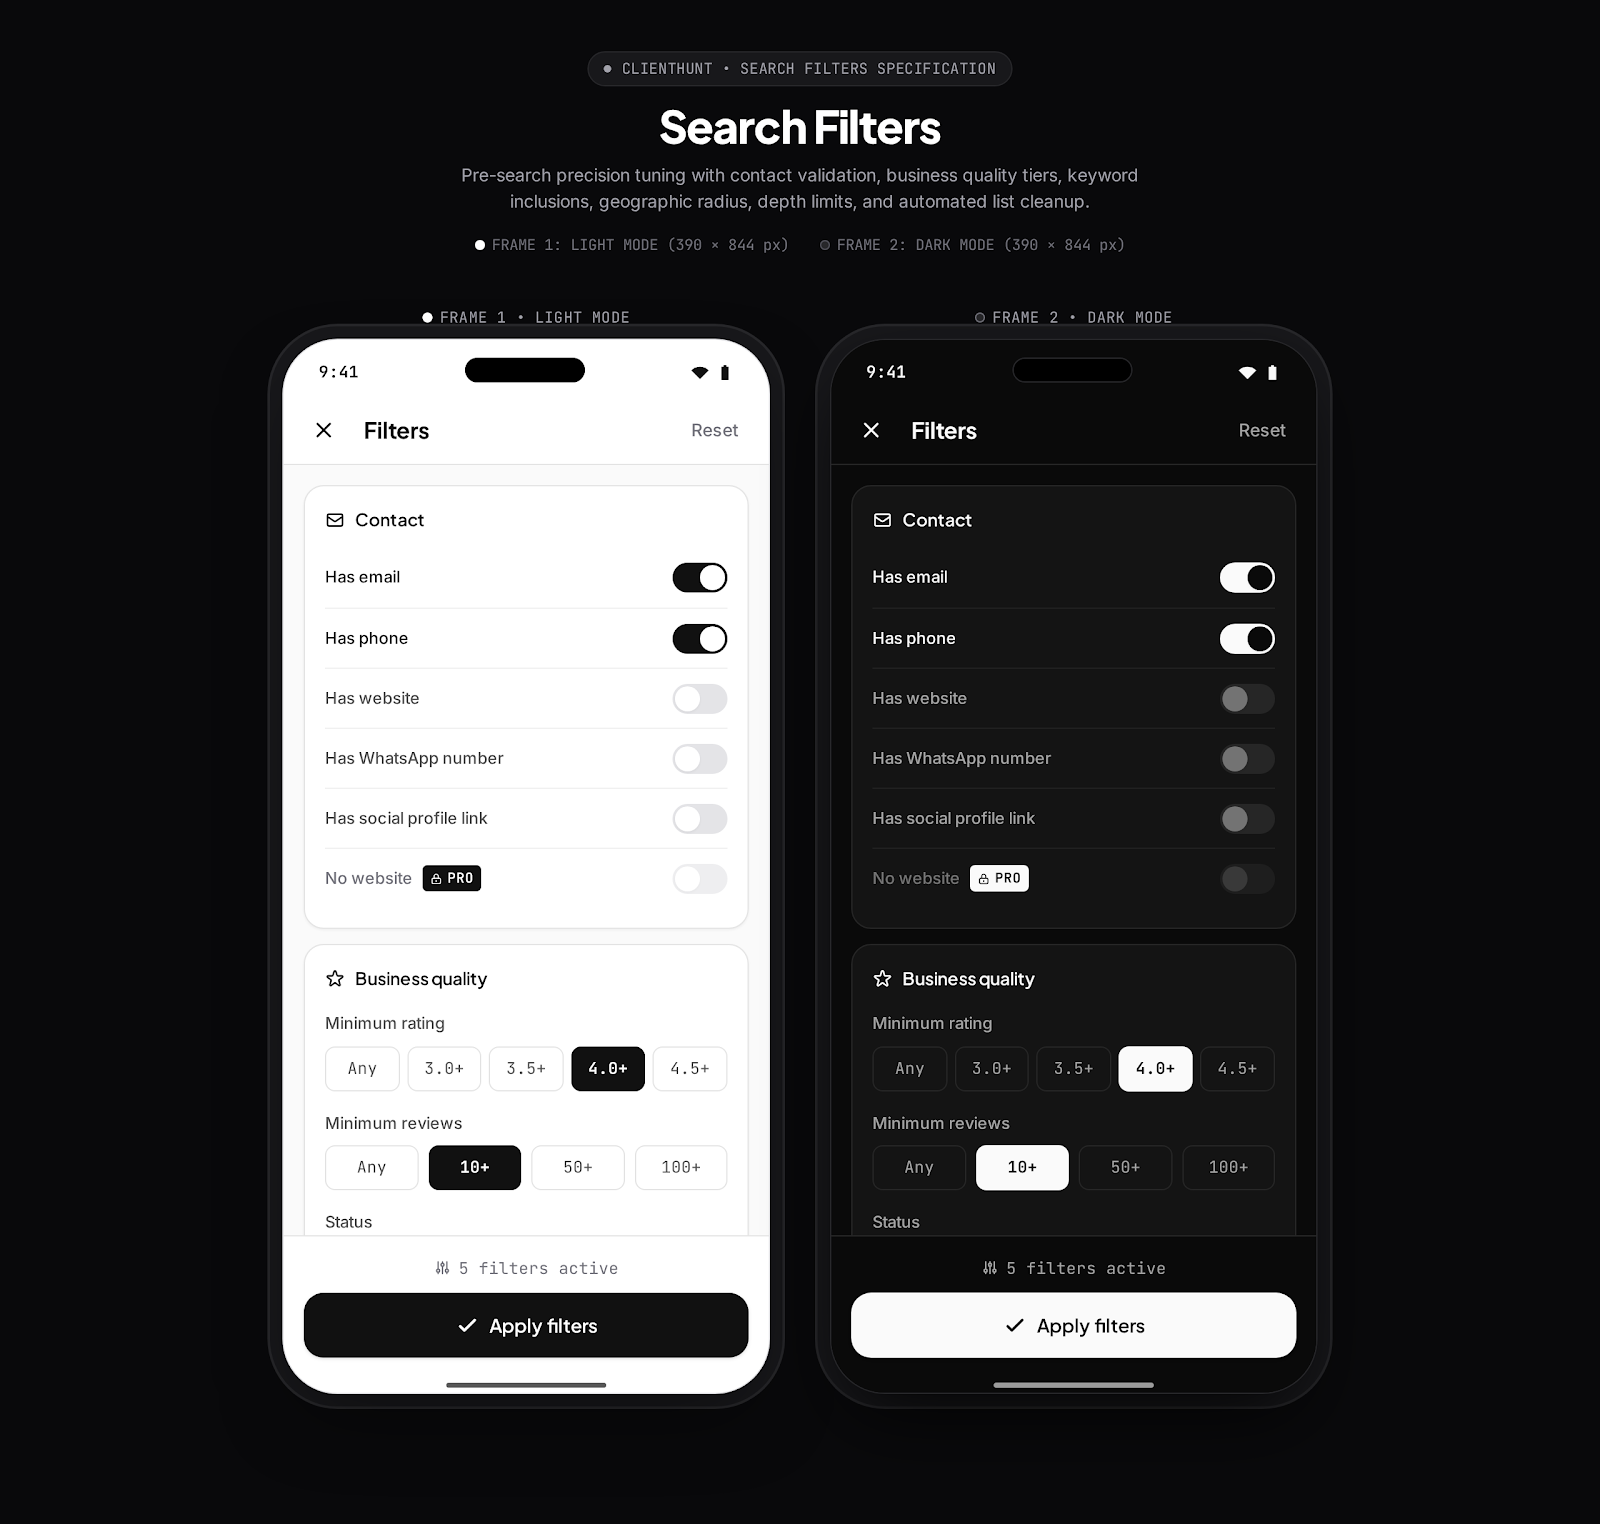 CLIENTHUNT • SEARCH FILTERS SPECIFICATION
Search Filters
Pre-search precision tuning with contact validation, business quality tiers, keyword
inclusions, geographic radius, depth limits, and automated list cleanup.
FRAME 1: LIGHT MODE (390 × 844 px)
FRAME 2: DARK MODE (390 × 844 px)
FRAME 1 • LIGHT MODE
9:41
Filters
Reset
Contact
Has email
Has phone
Has website
Has WhatsApp number
Has social profile link
No website PRO
Business quality
Minimum rating
Any 3.0+ 3.5+ 4.0+ 4.5+
Minimum reviews
Any 10+ 50+ 100+
Status
5 filters active
Apply filters
FRAME 2 • DARK MODE
9:41
Filters
Reset
Contact
Has email
Has phone
Has website
Has WhatsApp number
Has social profile link
No website PRO
Business quality
Minimum rating
Any 3.0+ 3.5+ 4.0+ 4.5+
Minimum reviews
Any 10+ 50+ 100+
Status
5 filters active
Apply filters